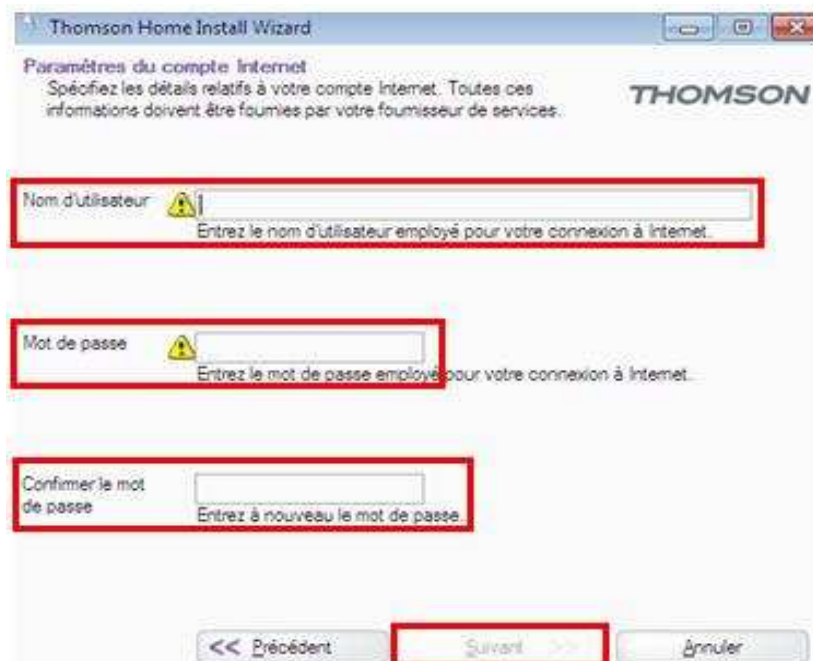 Thomson Home Install Wizard
Paramètres du compte Internet
Spécifiez les détails relatifs à votre compte Internet. Toutes ces
informations doivent être fournies par votre fournisseur de services.
THOMSON
Nom d'utilisateur
Entrez le nom d'utilisateur employé pour votre connexion à Internet.
Mot de passe
Entrez le mot de passe employé pour votre connexion à Internet.
Confirmer le mot
de passe
Entrez à nouveau le mot de passe.
<< Précédent
Suivant >>
Annuler